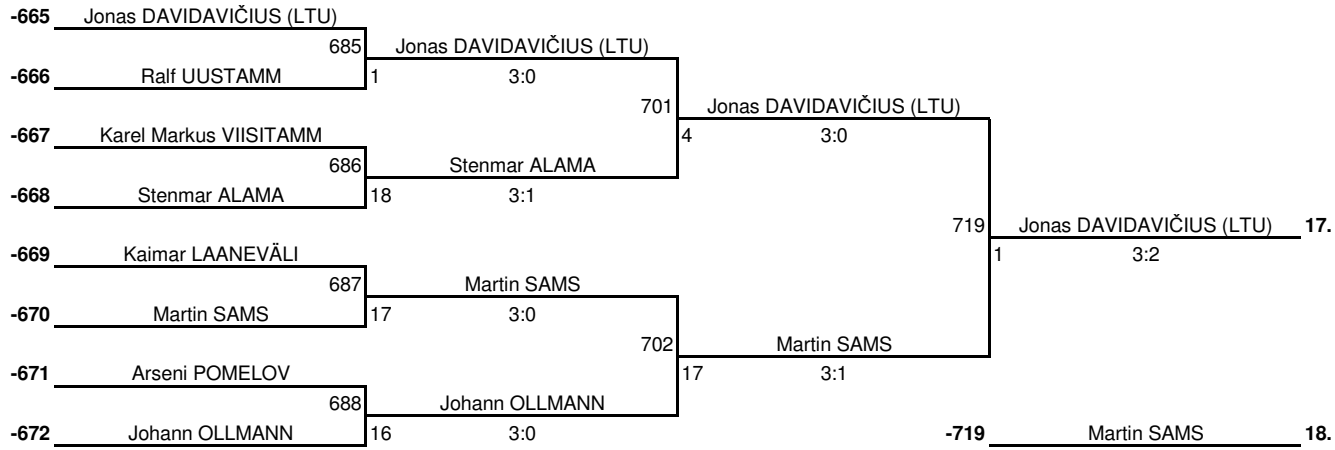 -665 Jonas DAVIDAVIČIUS (LTU)
685 Jonas DAVIDAVIČIUS (LTU)
-666 Ralf UUSTAMM 1 3:0
701 Jonas DAVIDAVIČIUS (LTU)
-667 Karel Markus VIISITAMM 4 3:0
686 Stenmar ALAMA
-668 Stenmar ALAMA 18 3:1
719 Jonas DAVIDAVIČIUS (LTU) 17.
-669 Kaimar LAANEVÄLI 1 3:2
687 Martin SAMS
-670 Martin SAMS 17 3:0
702 Martin SAMS
-671 Arseni POMELOV 17 3:1
688 Johann OLLMANN
-672 Johann OLLMANN 16 3:0 -719 Martin SAMS 18.